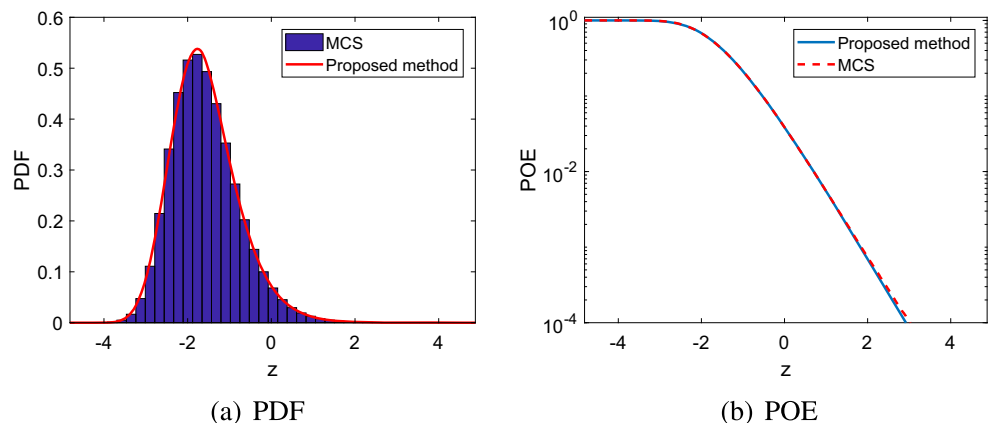 PDF
0.6
0.5
0.4
0.3
0.2
0.1
0
-4 -2 0 2 4
z
MCS
Proposed method
(a) PDF
POE
10^0
10^-2
10^-4
-4 -2 0 2 4
z
Proposed method
MCS
(b) POE